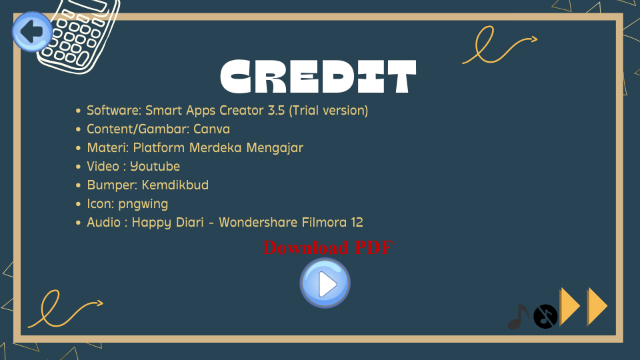 CREDIT
• Software: Smart Apps Creator 3.5 (Trial version)
• Content/Gambar: Canva
• Materi: Platform Merdeka Mengajar
• Video : Youtube
• Bumper: Kemdikbud
• Icon: pngwing
• Audio : Happy Diari - Wondershare Filmora 12
Download PDF